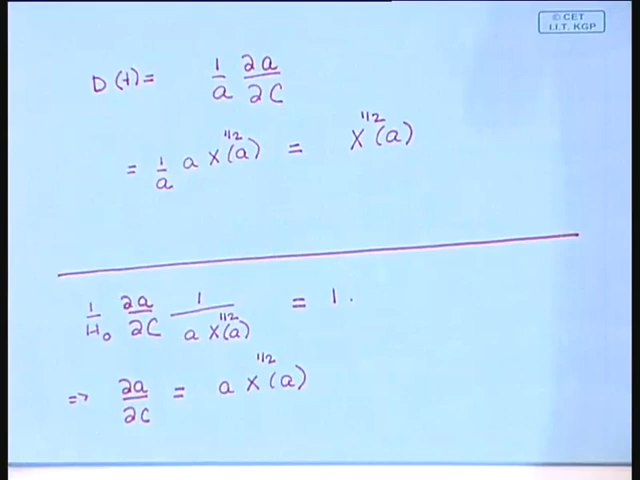 © CET
I.I.T. KGP
D(t) = 1/a ∂a/∂C
= 1/a a X^1/2(a) = X^1/2(a)
1/H₀ ∂a/∂C 1/(a X^1/2(a)) = 1.
=> ∂a/∂C = a X^1/2(a)